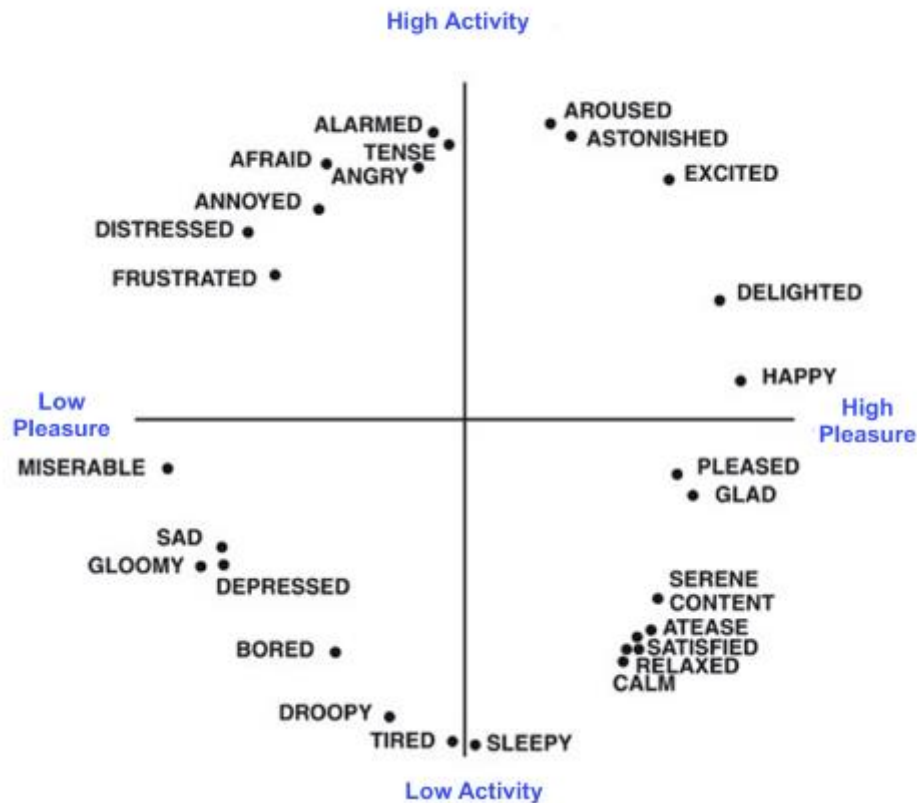 High Activity
AROUSED
ALARMED
ASTONISHED
TENSE
AFRAID
ANGRY
EXCITED
ANNOYED
DISTRESSED
FRUSTRATED
DELIGHTED
HAPPY
Low
Pleasure
High
Pleasure
MISERABLE
PLEASED
GLAD
SAD
GLOOMY
DEPRESSED
SERENE
CONTENT
ATEASE
BORED
SATISFIED
RELAXED
CALM
DROOPY
TIRED
SLEEPY
Low Activity